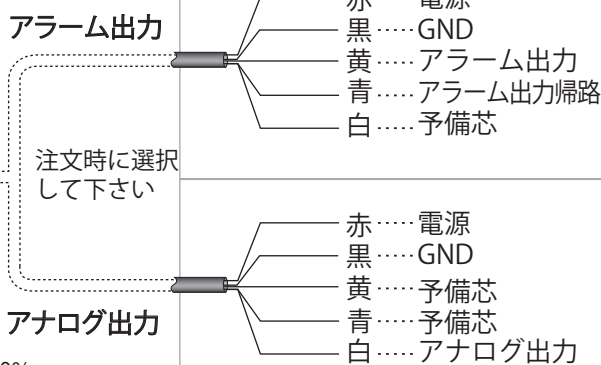 アラーム出力
赤 ····· 電源
黒 ····· GND
黄 ····· アラーム出力
青 ····· アラーム出力帰路
白 ····· 予備芯
注文時に選択
して下さい
赤 ····· 電源
黒 ····· GND
黄 ····· 予備芯
青 ····· 予備芯
白 ····· アナログ出力
アナログ出力